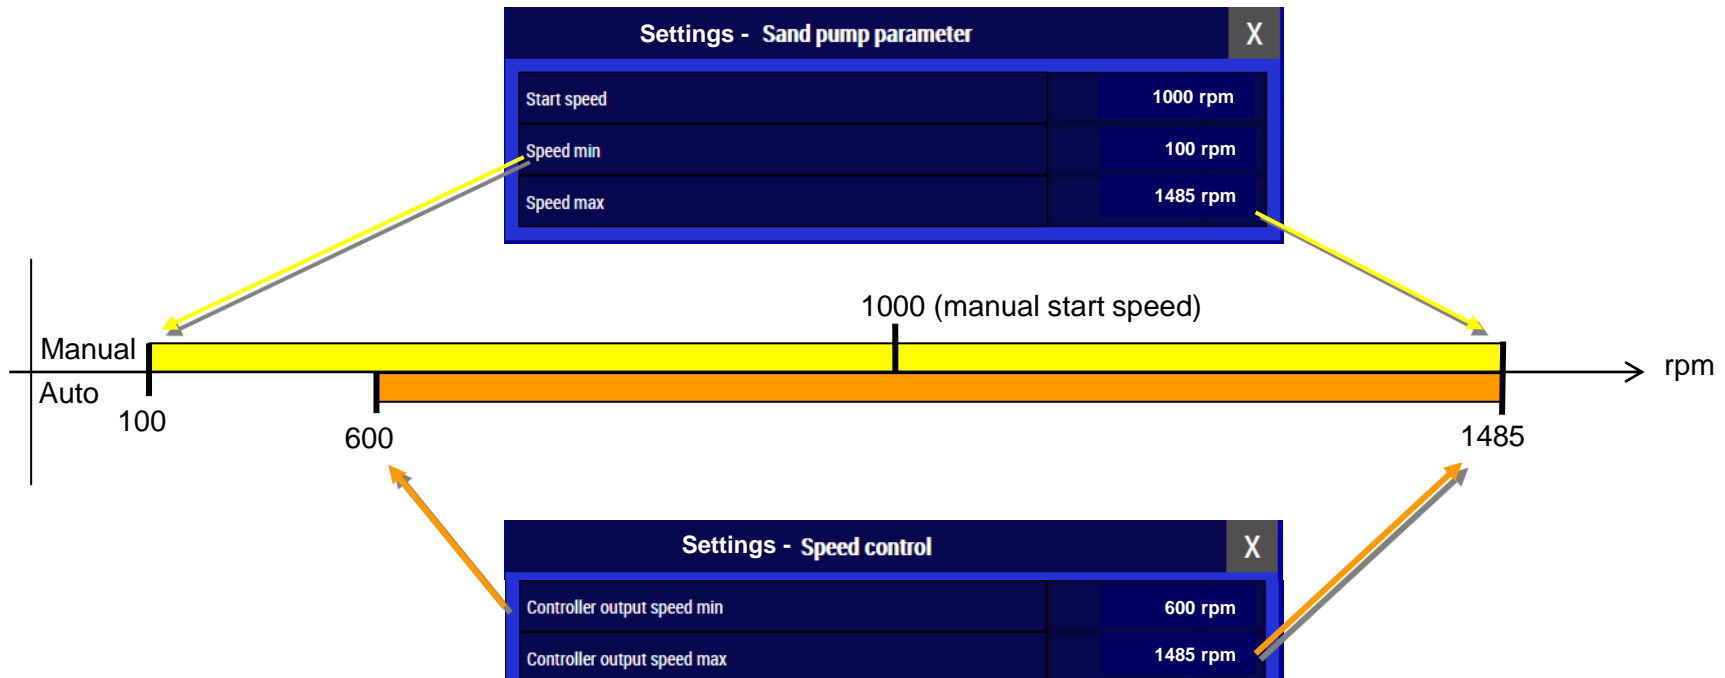 Settings - Sand pump parameter X
Start speed 1000 rpm
Speed min 100 rpm
Speed max 1485 rpm
1000 (manual start speed)
Manual
rpm
Auto
100
600
1485
Settings - Speed control X
Controller output speed min 600 rpm
Controller output speed max 1485 rpm